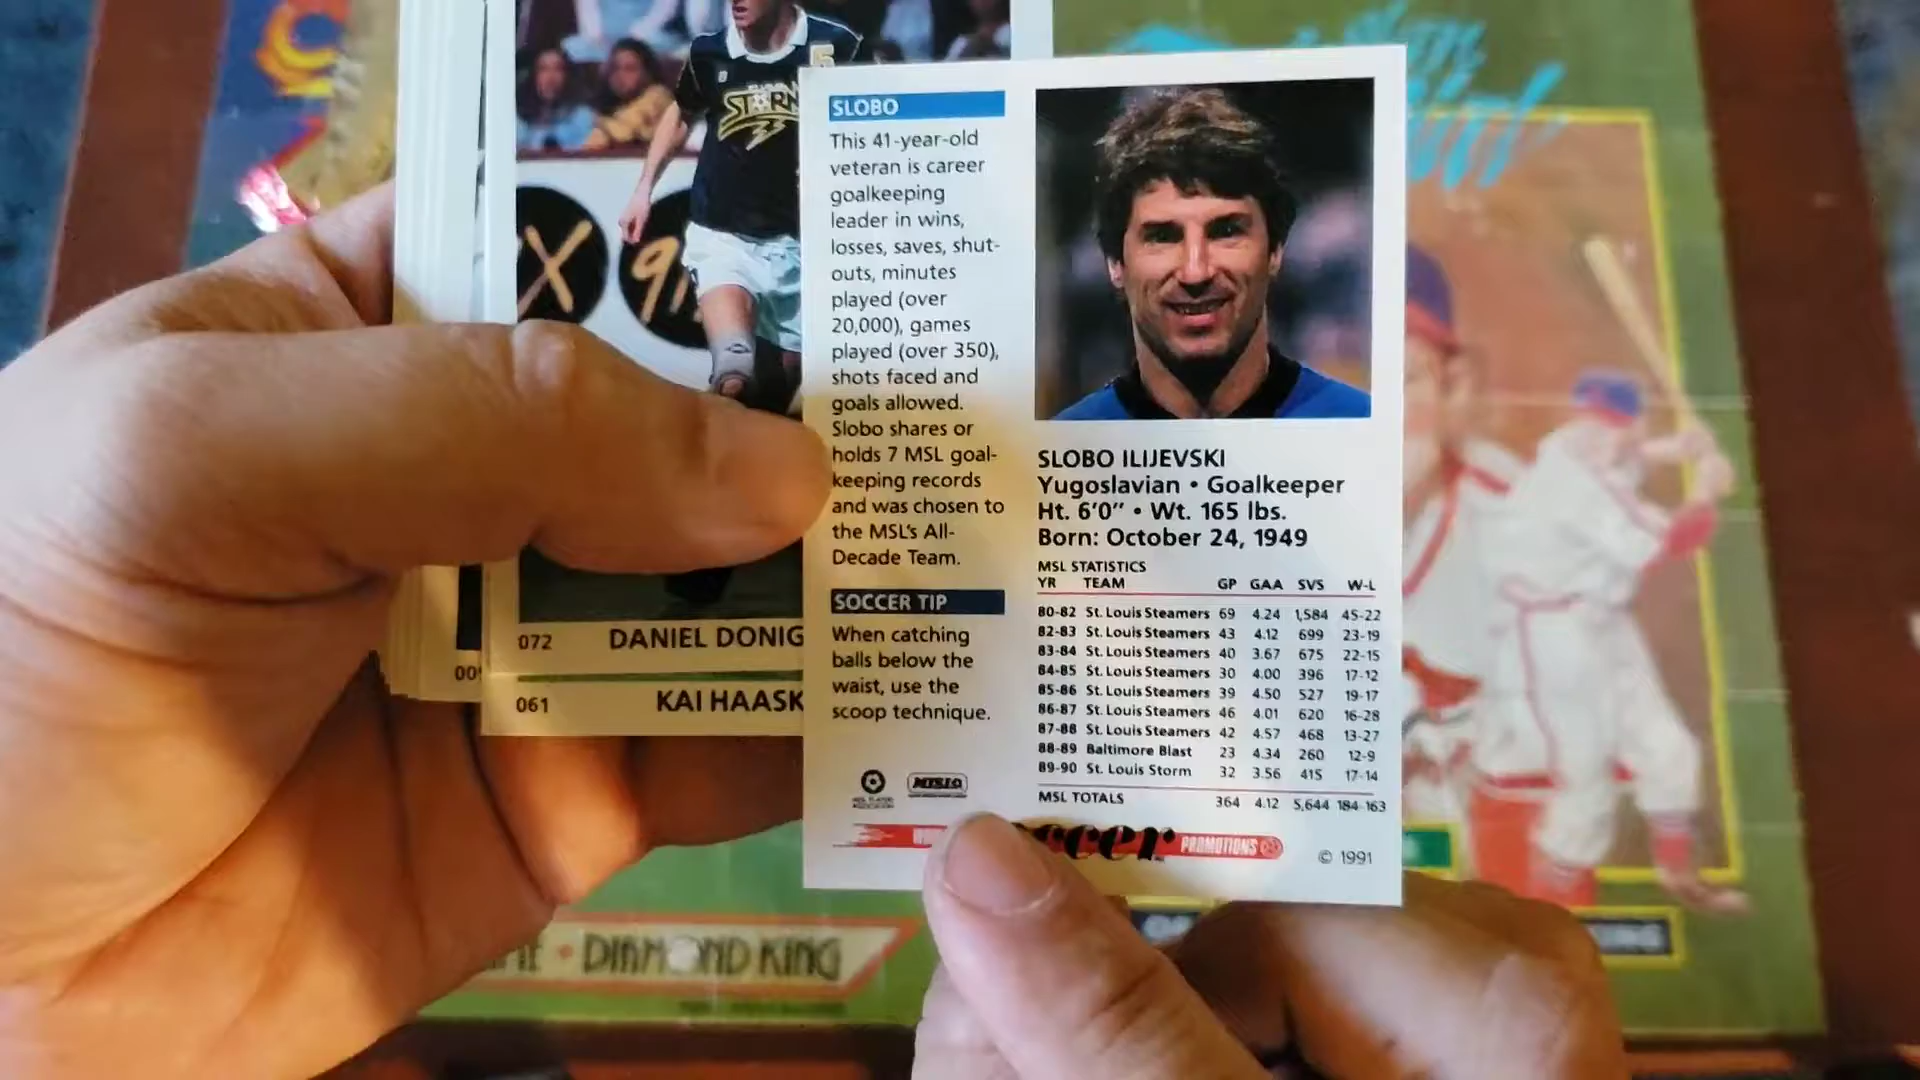 STORM
SLOBO
This 41-year-old
veteran is career
goalkeeping
leader in wins,
losses, saves, shut-
outs, minutes
played (over
20,000), games
played (over 350),
shots faced and
goals allowed.
Slobo shares or
holds 7 MSL goal-
keeping records
and was chosen to
the MSL's All-
Decade Team.
SOCCER TIP
When catching
balls below the
waist, use the
scoop technique.
MISL
SLOBO ILIJEVSKI
Yugoslavian • Goalkeeper
Ht. 6'0" • Wt. 165 lbs.
Born: October 24, 1949
MSL STATISTICS
YR TEAM GP GAA SVS W-L
80-82 St. Louis Steamers 69 4.24 1,584 45-22
82-83 St. Louis Steamers 43 4.12 699 23-19
83-84 St. Louis Steamers 40 3.67 675 22-15
84-85 St. Louis Steamers 30 4.00 396 17-12
85-86 St. Louis Steamers 39 4.50 527 19-17
86-87 St. Louis Steamers 46 4.01 620 16-28
87-88 St. Louis Steamers 42 4.57 468 13-27
88-89 Baltimore Blast 23 4.34 260 12-9
89-90 St. Louis Storm 32 3.56 415 17-14
MSL TOTALS 364 4.12 5,644 184-163
PROMOTIONS
© 1991
072 DANIEL DONIG
061 KAI HAASK
DIAMOND KING